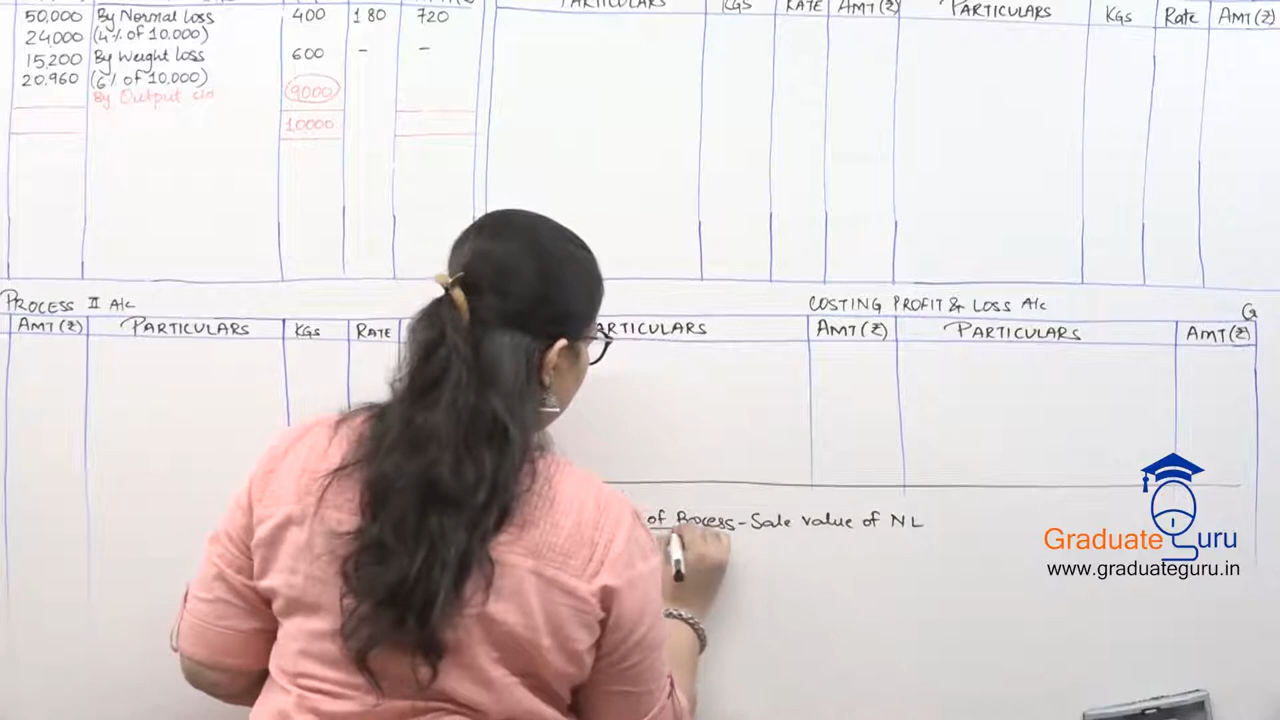 PARTICULARS KGS RATE AMT(₹) PARTICULARS KGS Rate AMT(₹)
50,000 By Normal Loss 400 1 80 720
24,000 (4% of 10,000)
15,200 By Weight loss 600 - -
20,960 (6% of 10,000)
By Output c/d 9000
10000
PROCESS II A/c
AMT(₹) PARTICULARS KGS RATE
COSTING PROFIT & LOSS A/c
ARTICULARS AMT(₹) PARTICULARS AMT(₹)
of Process - Sale value of NL
Graduate Guru
www.graduateguru.in